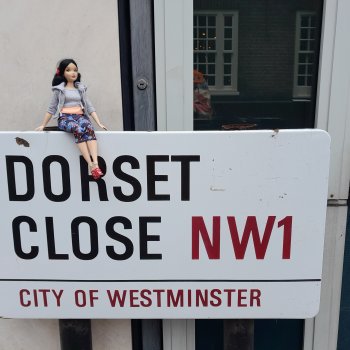 DORSET
CLOSE NW1
CITY OF WESTMINSTER